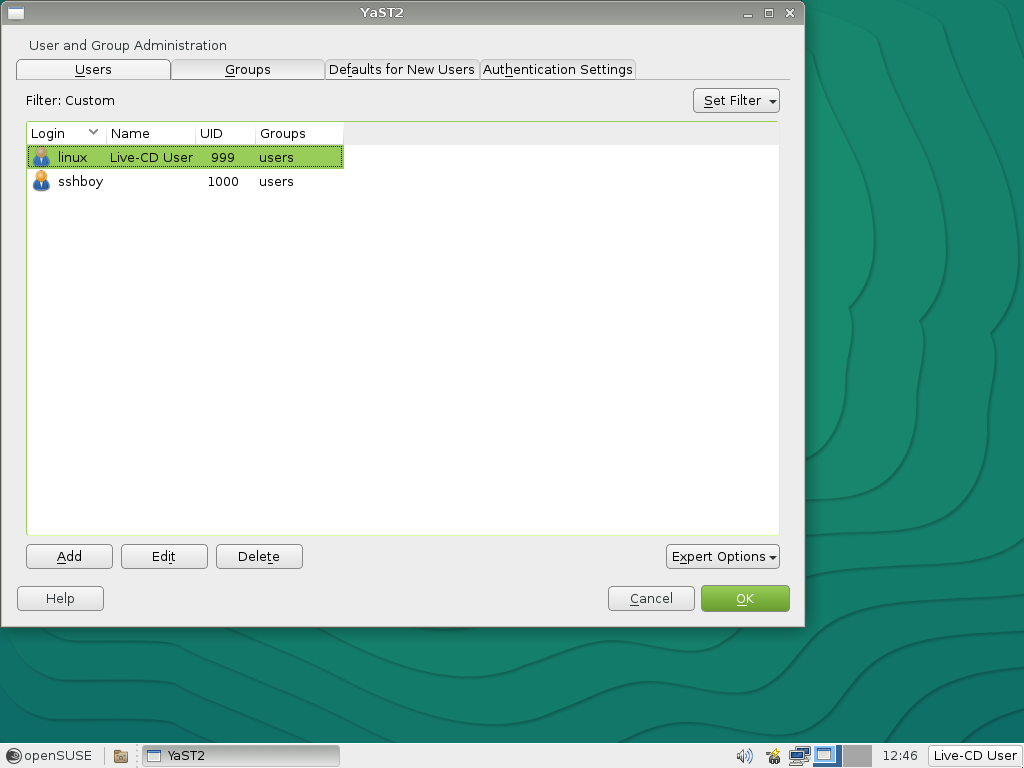 YaST2
User and Group Administration
Users Groups Defaults for New Users Authentication Settings
Filter: Custom Set Filter
Login Name UID Groups
linux Live-CD User 999 users
sshboy 1000 users
Add Edit Delete Expert Options
Help Cancel OK
openSUSE YaST2 12:46 Live-CD User